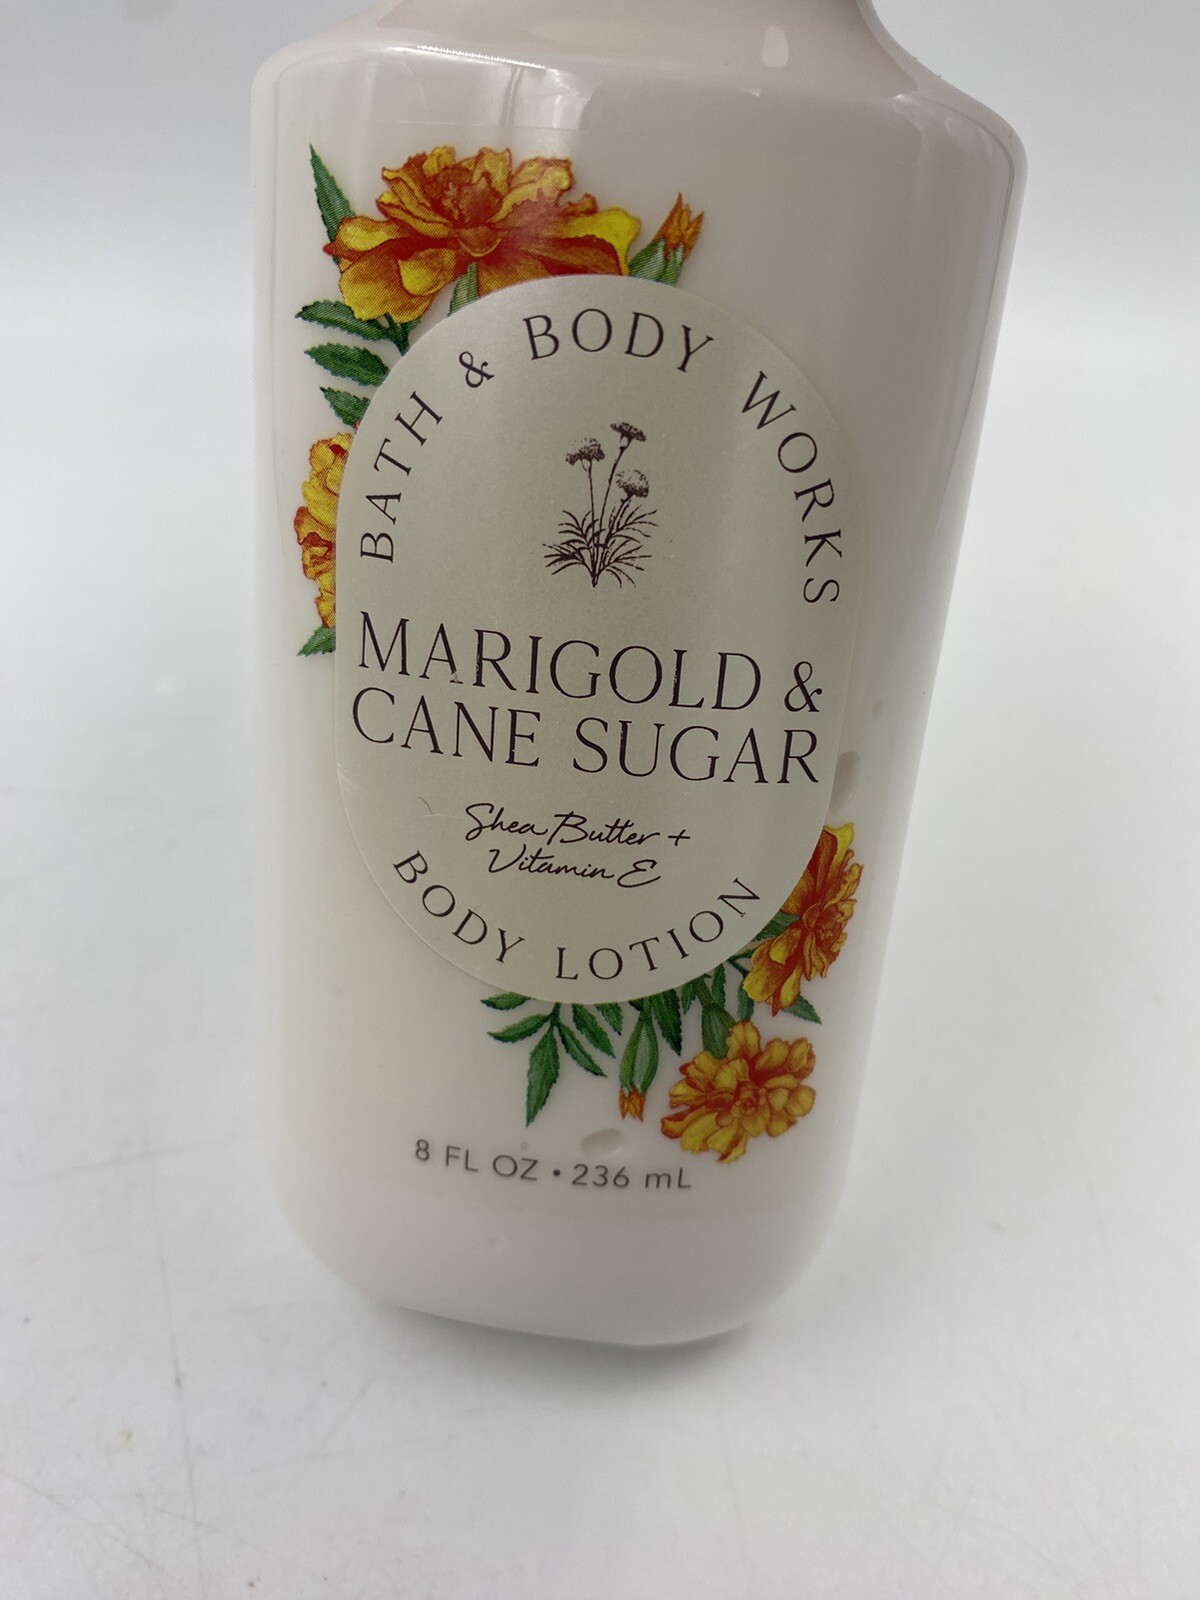 BATH & BODY WORKS
MARIGOLD &
CANE SUGAR
Shea Butter +
Vitamin E
BODY LOTION
8 FL OZ • 236 mL